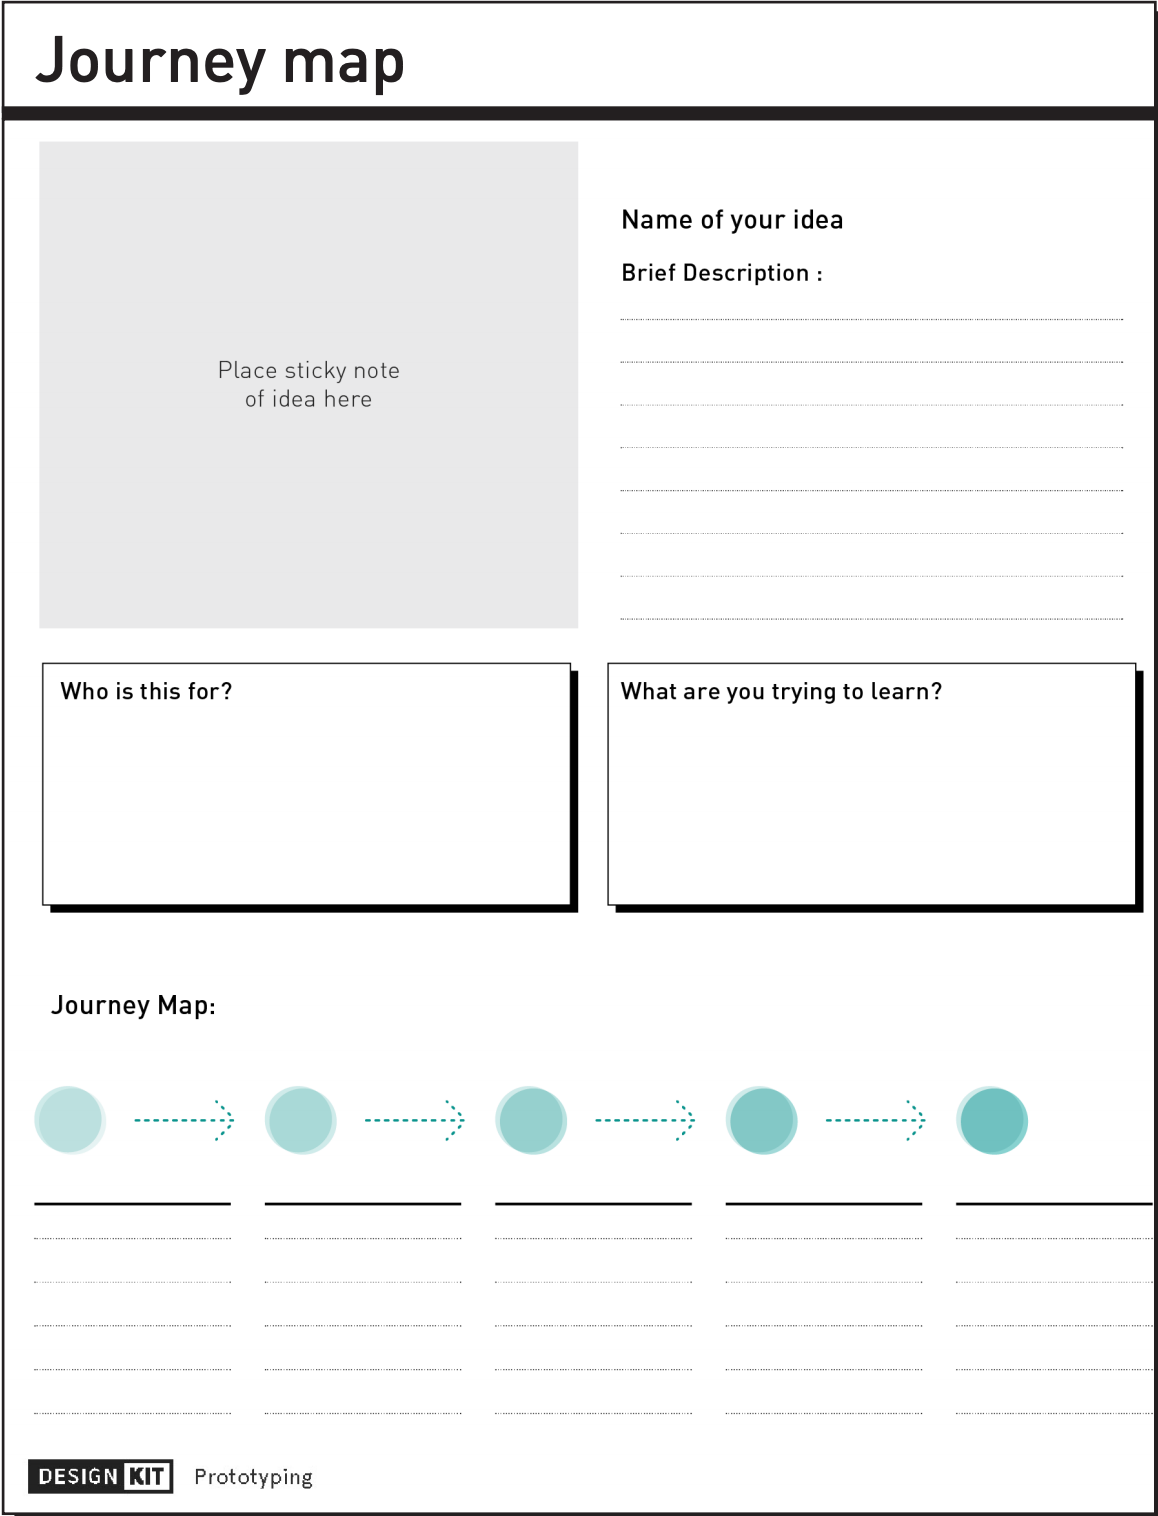 Journey map
Place sticky note
of idea here
Name of your idea
Brief Description :
Who is this for?
What are you trying to learn?
Journey Map:
DESIGN KIT Prototyping